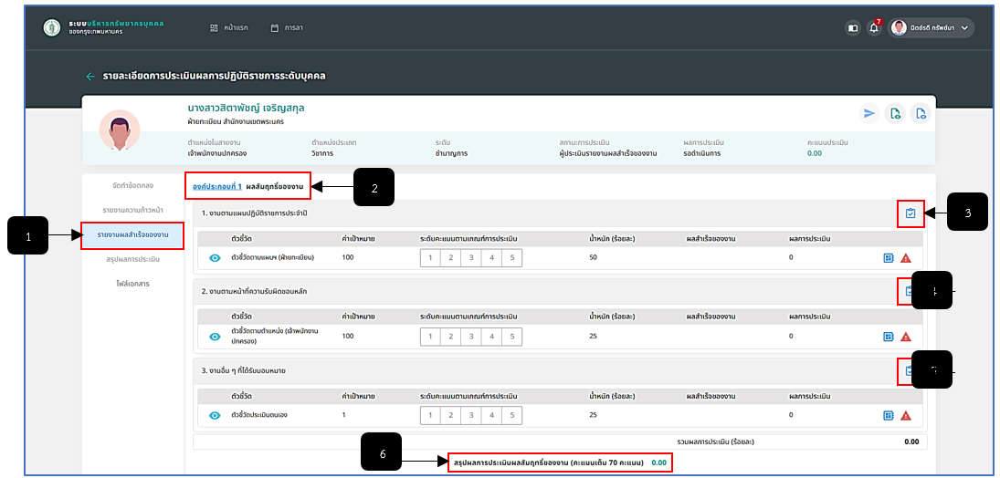 ระบบบริหารทรัพยากรบุคคล
ของกรุงเทพมหานคร
หน้าแรก
การลา
7
ปิตย์รดี ทรัพย์มา
รายละเอียดการประเมินผลการปฏิบัติราชการระดับบุคคล
นางสาวสิตาพัชญ์ เจริญสกุล
ฝ่ายทะเบียน สำนักงานเขตพระนคร
ตำแหน่งในสายงาน ตำแหน่งประเภท ระดับ สถานะการประเมิน ผลการประเมิน คะแนนประเมิน
เจ้าพนักงานปกครอง วิชาการ ชำนาญการ ผู้ประเมินรายงานผลสำเร็จของงาน รอดำเนินการ 0.00
จัดทำข้อตกลง
รายงานความก้าวหน้า
รายงานผลสำเร็จของงาน
สรุปผลการประเมิน
ไฟล์เอกสาร
1
องค์ประกอบที่ 1 ผลสัมฤทธิ์ของงาน
2
1. งานตามแผนปฏิบัติราชการประจำปี
3
ตัวชี้วัด ค่าเป้าหมาย ระดับคะแนนตามเกณฑ์การประเมิน น้ำหนัก (ร้อยละ) ผลสำเร็จของงาน ผลการประเมิน
ตัวชี้วัดตามแผนฯ (ฝ่ายทะเบียน) 100 1 2 3 4 5 50 0
2. งานตามหน้าที่ความรับผิดชอบหลัก
ตัวชี้วัด ค่าเป้าหมาย ระดับคะแนนตามเกณฑ์การประเมิน น้ำหนัก (ร้อยละ) ผลสำเร็จของงาน ผลการประเมิน
ตัวชี้วัดตามตำแหน่ง (เจ้าพนักงาน
ปกครอง) 100 1 2 3 4 5 25 0
3. งานอื่น ๆ ที่ได้รับมอบหมาย
ตัวชี้วัด ค่าเป้าหมาย ระดับคะแนนตามเกณฑ์การประเมิน น้ำหนัก (ร้อยละ) ผลสำเร็จของงาน ผลการประเมิน
ตัวชี้วัดประเมินตนเอง 1 1 2 3 4 5 25 0
รวมผลการประเมิน (ร้อยละ) 0.00
6
สรุปผลการประเมินผลสัมฤทธิ์ของงาน (คะแนนเต็ม 70 คะแนน) 0.00